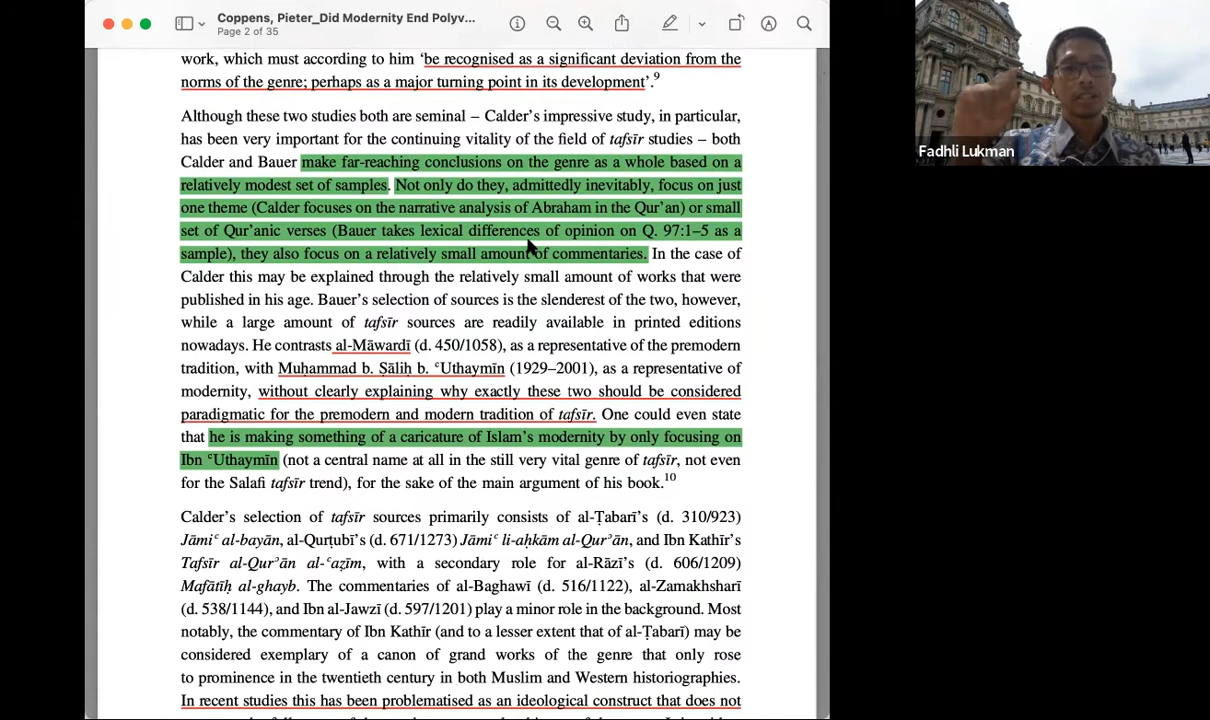 Coppens, Pieter_Did Modernity End Polyv...
Page 2 of 35
work, which must according to him ‘be recognised as a significant deviation from the
norms of the genre; perhaps as a major turning point in its development’.9
Although these two studies both are seminal – Calder’s impressive study, in particular,
has been very important for the continuing vitality of the field of tafsīr studies – both
Calder and Bauer make far-reaching conclusions on the genre as a whole based on a
relatively modest set of samples. Not only do they, admittedly inevitably, focus on just
one theme (Calder focuses on the narrative analysis of Abraham in the Qurʾan) or small
set of Qurʾanic verses (Bauer takes lexical differences of opinion on Q. 97:1–5 as a
sample), they also focus on a relatively small amount of commentaries. In the case of
Calder this may be explained through the relatively small amount of works that were
published in his age. Bauer’s selection of sources is the slenderest of the two, however,
while a large amount of tafsīr sources are readily available in printed editions
nowadays. He contrasts al-Māwardī (d. 450/1058), as a representative of the premodern
tradition, with Muḥammad b. Ṣāliḥ b. ʿUthaymīn (1929–2001), as a representative of
modernity, without clearly explaining why exactly these two should be considered
paradigmatic for the premodern and modern tradition of tafsīr. One could even state
that he is making something of a caricature of Islam’s modernity by only focusing on
Ibn ʿUthaymīn (not a central name at all in the still very vital genre of tafsīr, not even
for the Salafi tafsīr trend), for the sake of the main argument of his book.10
Calder’s selection of tafsīr sources primarily consists of al-Ṭabarī’s (d. 310/923)
Jāmiʿ al-bayān, al-Qurṭubī’s (d. 671/1273) Jāmiʿ li-aḥkām al-Qurʾān, and Ibn Kathīr’s
Tafsīr al-Qurʾān al-ʿaẓīm, with a secondary role for al-Rāzī’s (d. 606/1209)
Mafātīḥ al-ghayb. The commentaries of al-Baghawī (d. 516/1122), al-Zamakhsharī
(d. 538/1144), and Ibn al-Jawzī (d. 597/1201) play a minor role in the background. Most
notably, the commentary of Ibn Kathīr (and to a lesser extent that of al-Ṭabarī) may be
considered exemplary of a canon of grand works of the genre that only rose
to prominence in the twentieth century in both Muslim and Western historiographies.
In recent studies this has been problematised as an ideological construct that does not
Fadhli Lukman